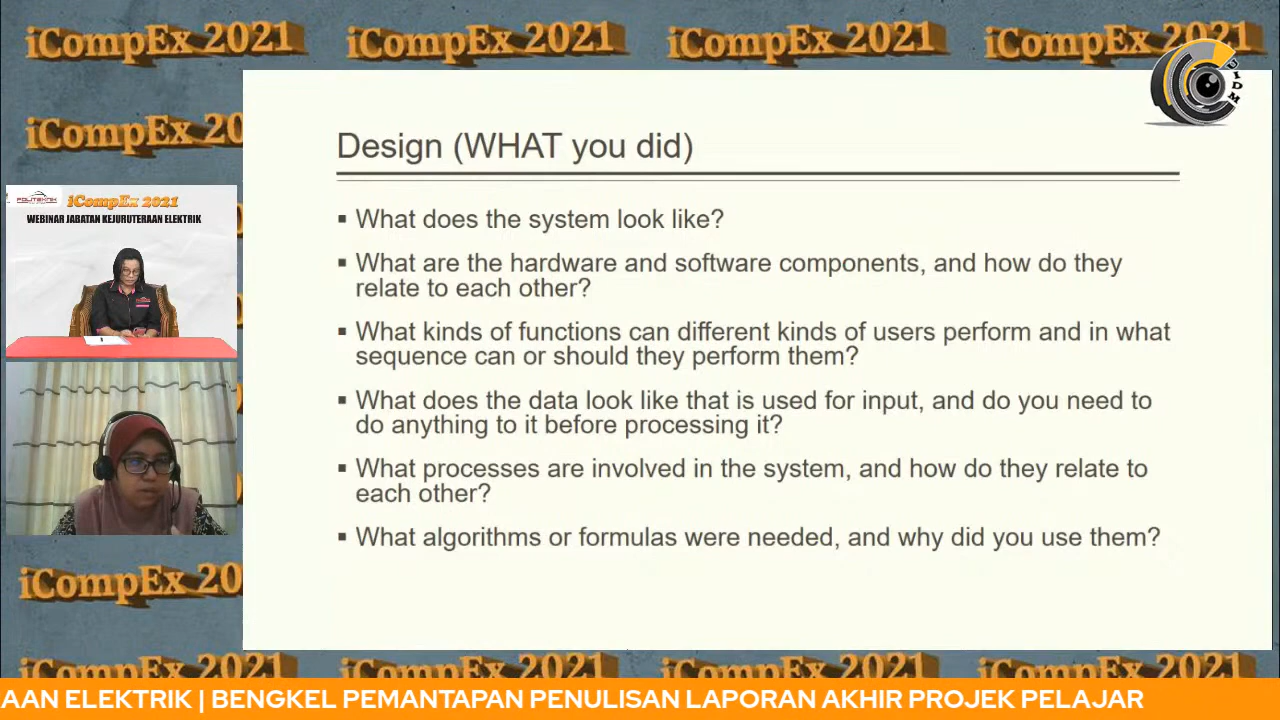 iCompEx 2021 iCompEx 2021 iCompEx 2021 iCompEx 2021
iCompEx 20
UIDM
Design (WHAT you did)
▪ What does the system look like?
▪ What are the hardware and software components, and how do they
relate to each other?
▪ What kinds of functions can different kinds of users perform and in what
sequence can or should they perform them?
▪ What does the data look like that is used for input, and do you need to
do anything to it before processing it?
▪ What processes are involved in the system, and how do they relate to
each other?
▪ What algorithms or formulas were needed, and why did you use them?
POLITEKNIK
iCompEx 2021
WEBINAR JABATAN KEJURUTERAAN ELEKTRIK
iCompEx 20
iCompEx 2021 iCompEx 2021 iCompEx 2021 iCompEx 2021
AAN ELEKTRIK | BENGKEL PEMANTAPAN PENULISAN LAPORAN AKHIR PROJEK PELAJAR